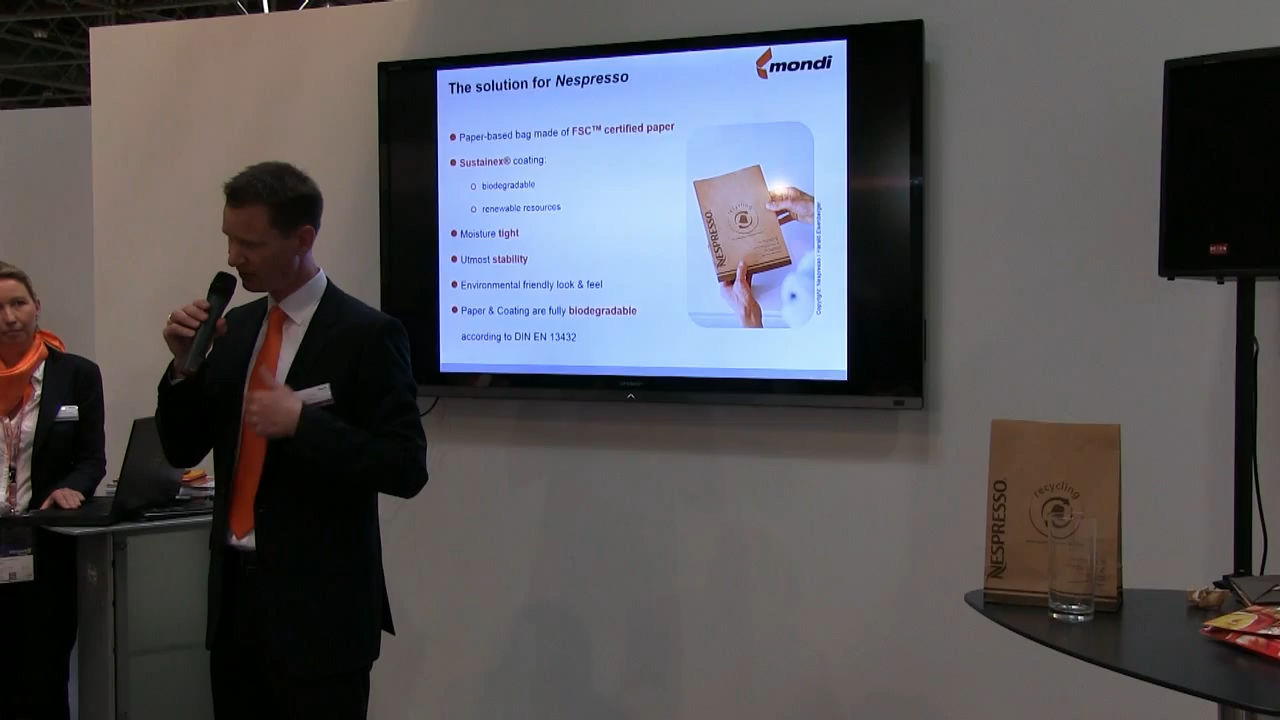 mondi
The solution for Nespresso
Paper-based bag made of FSC™ certified paper
Sustainex® coating:
biodegradable
renewable resources
Moisture tight
Utmost stability
Environmental friendly look & feel
Paper & Coating are fully biodegradable
according to DIN EN 13432
recycling
NESPRESSO.
recycling
NESPRESSO.